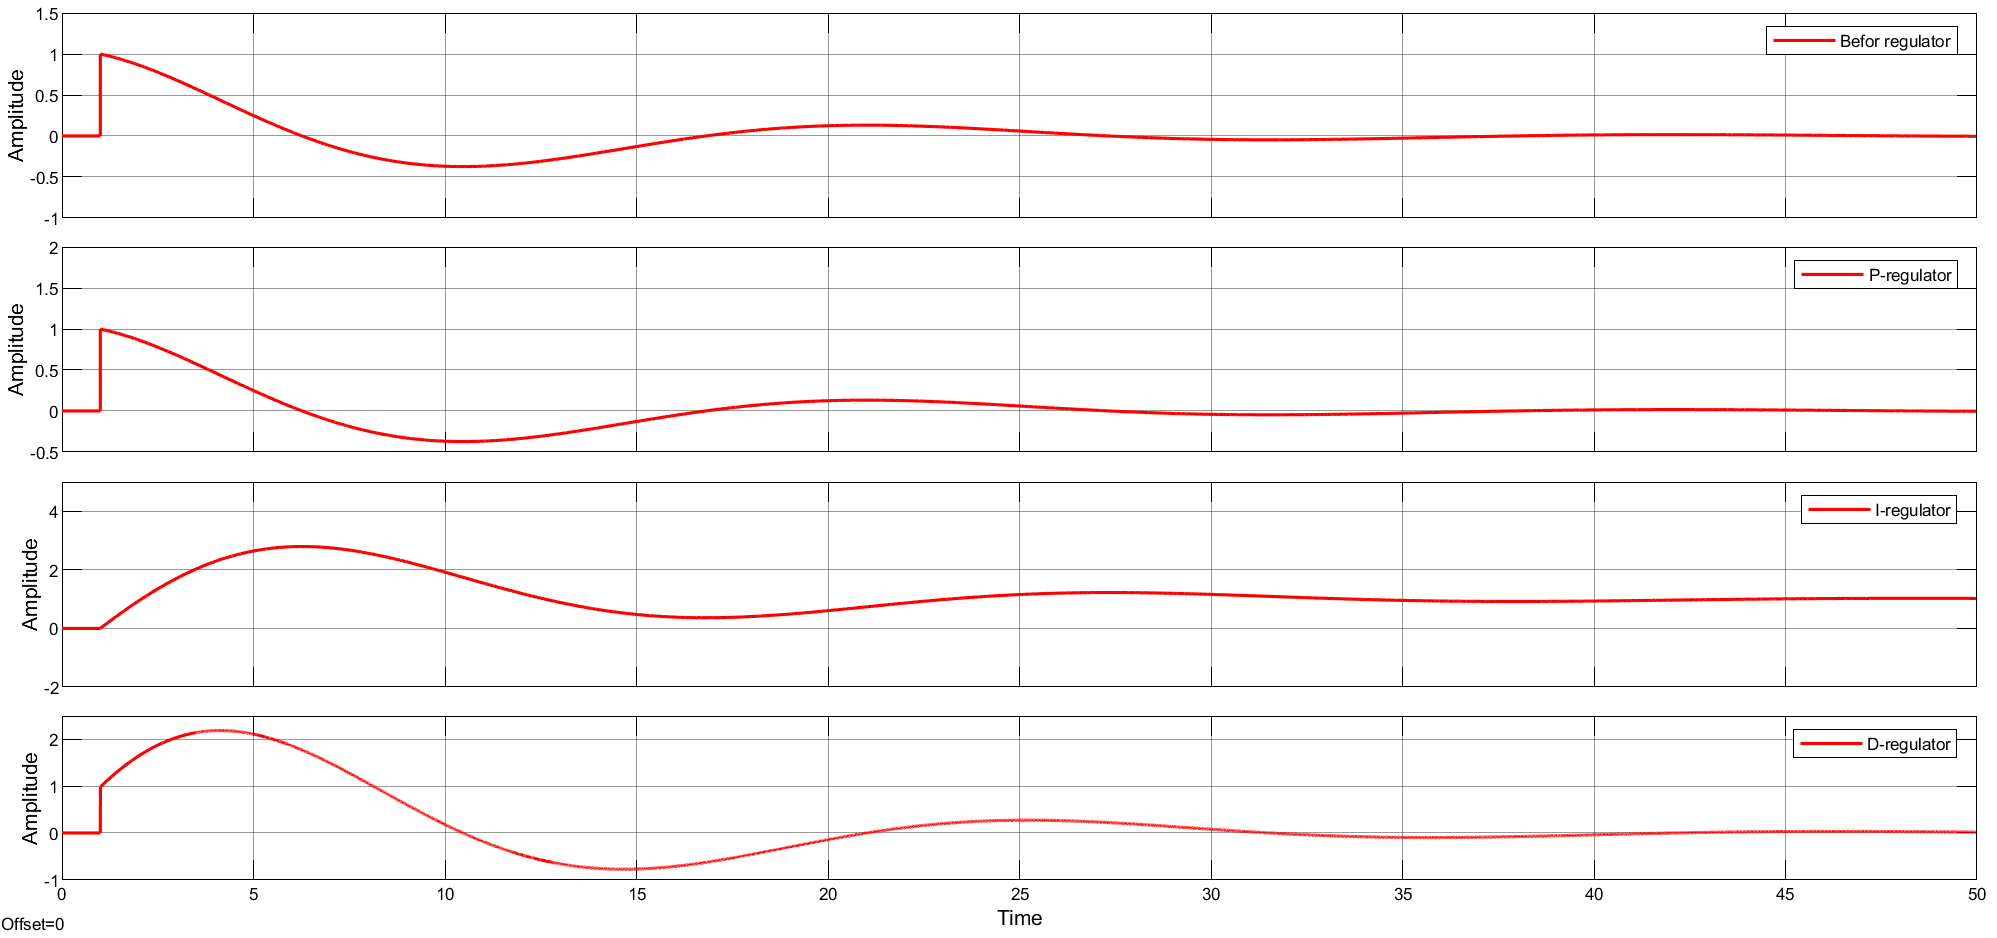 1.5
1
0.5
0
-0.5
-1
Amplitude
Befor regulator
2
1.5
1
0.5
0
-0.5
Amplitude
P-regulator
4
2
0
-2
Amplitude
I-regulator
2
1
0
-1
Amplitude
D-regulator
0 5 10 15 20 25 30 35 40 45 50
Time
Offset=0